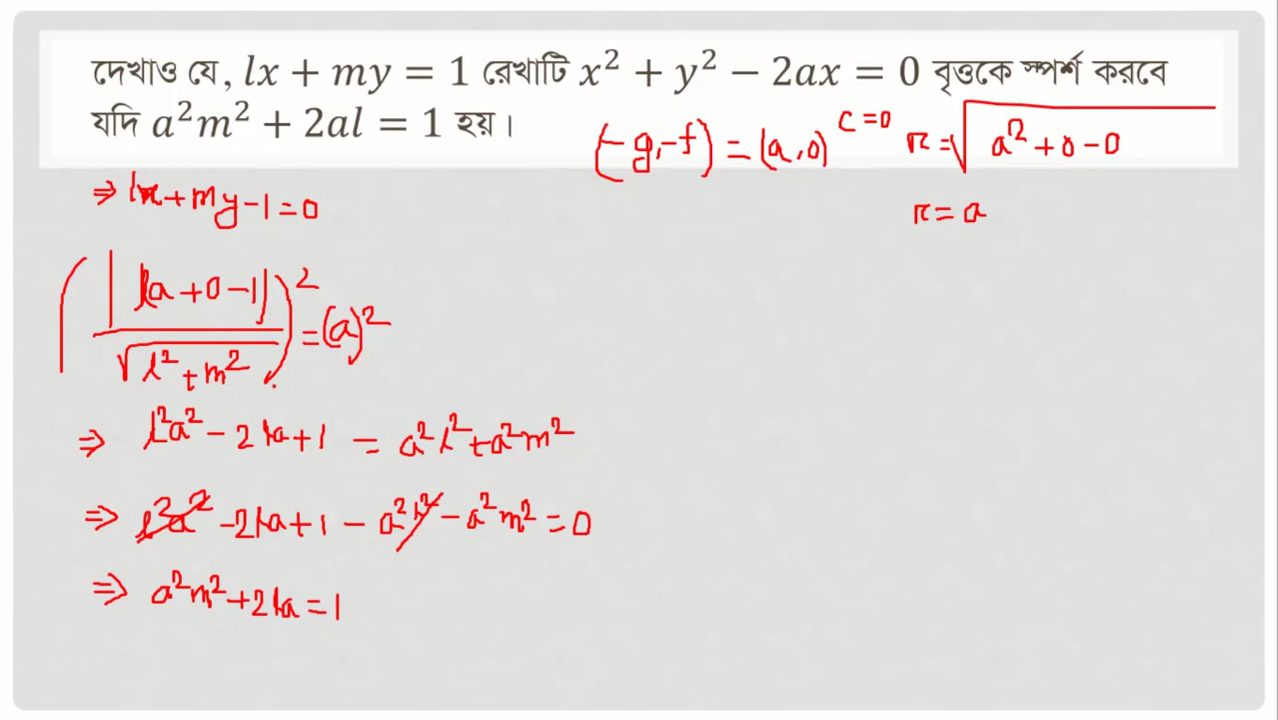 দেখাও যে, lx + my = 1 রেখাটি x² + y² − 2ax = 0 বৃত্তকে স্পর্শ করবে
যদি a²m² + 2al = 1 হয়।
(-g,-f) = (a,0) c=0 r = √(a²+0-0)
r = a
⇒ lx+my-1=0
(|la+0-1| / √(l²+m²))² = (a)²
⇒ l²a² - 2la+1 = a²l²+a²m²
⇒ l²a² -2la+1 - a²l² - a²m² = 0
⇒ a²m²+2la = 1